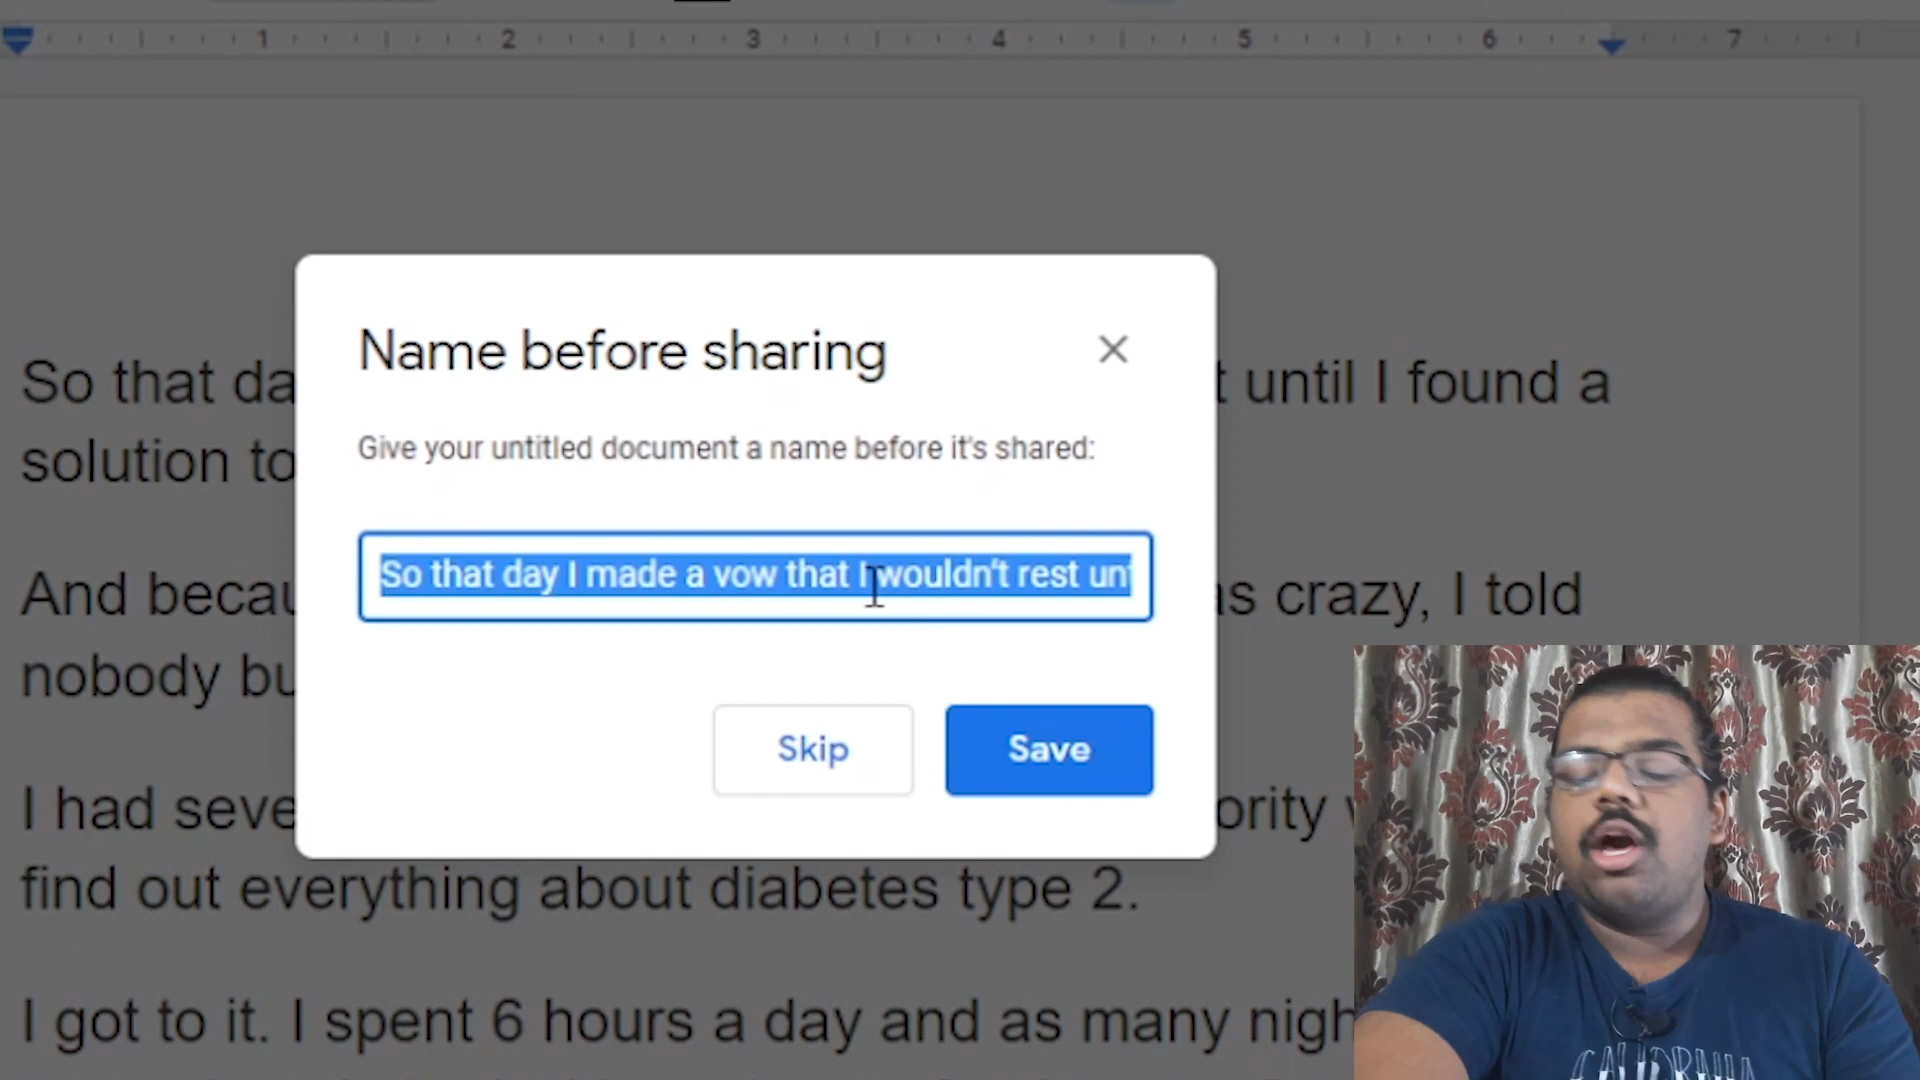 1 2 3 4 5 6 7
So that da
t until I found a
solution to
And becau
as crazy, I told
nobody bu
I had seve
ority
find out everything about diabetes type 2.
I got to it. I spent 6 hours a day and as many nigh
Name before sharing
Give your untitled document a name before it's shared:
So that day I made a vow that I wouldn't rest unt
Skip
Save
CALIFORNIA